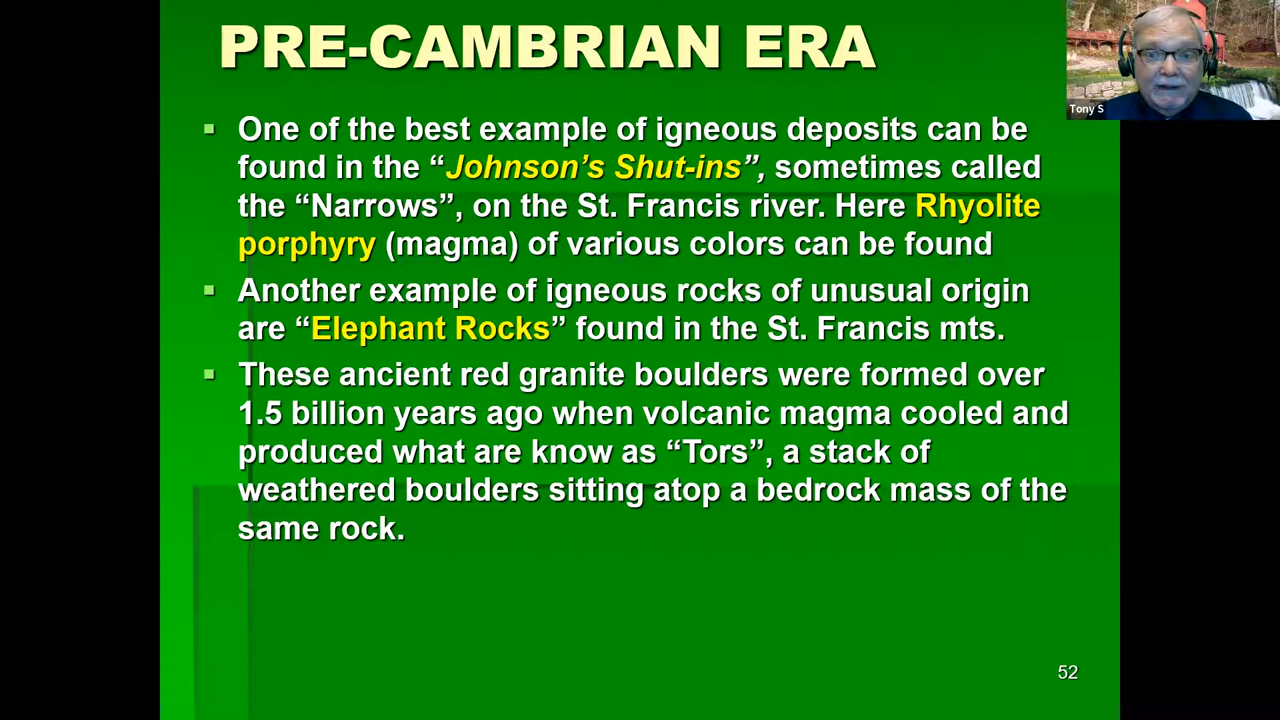 PRE-CAMBRIAN ERA
Tony S
▪ One of the best example of igneous deposits can be
found in the “Johnson’s Shut-ins”, sometimes called
the “Narrows”, on the St. Francis river. Here Rhyolite
porphyry (magma) of various colors can be found
▪ Another example of igneous rocks of unusual origin
are “Elephant Rocks” found in the St. Francis mts.
▪ These ancient red granite boulders were formed over
1.5 billion years ago when volcanic magma cooled and
produced what are know as “Tors”, a stack of
weathered boulders sitting atop a bedrock mass of the
same rock.
52